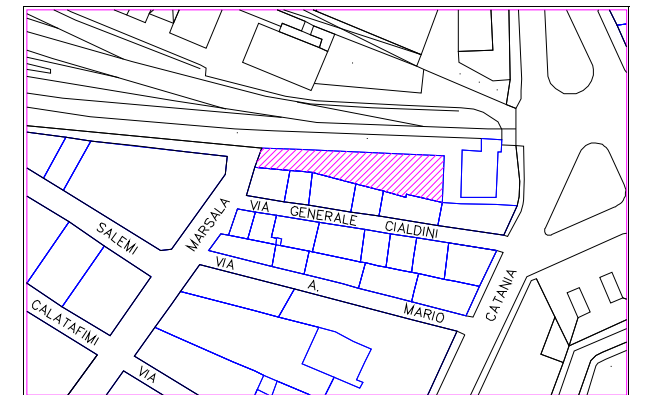 MARSALA
VIA GENERALE CIALDINI
SALEMI
VIA A. MARIO
CATANIA
CALATAFIMI
VIA